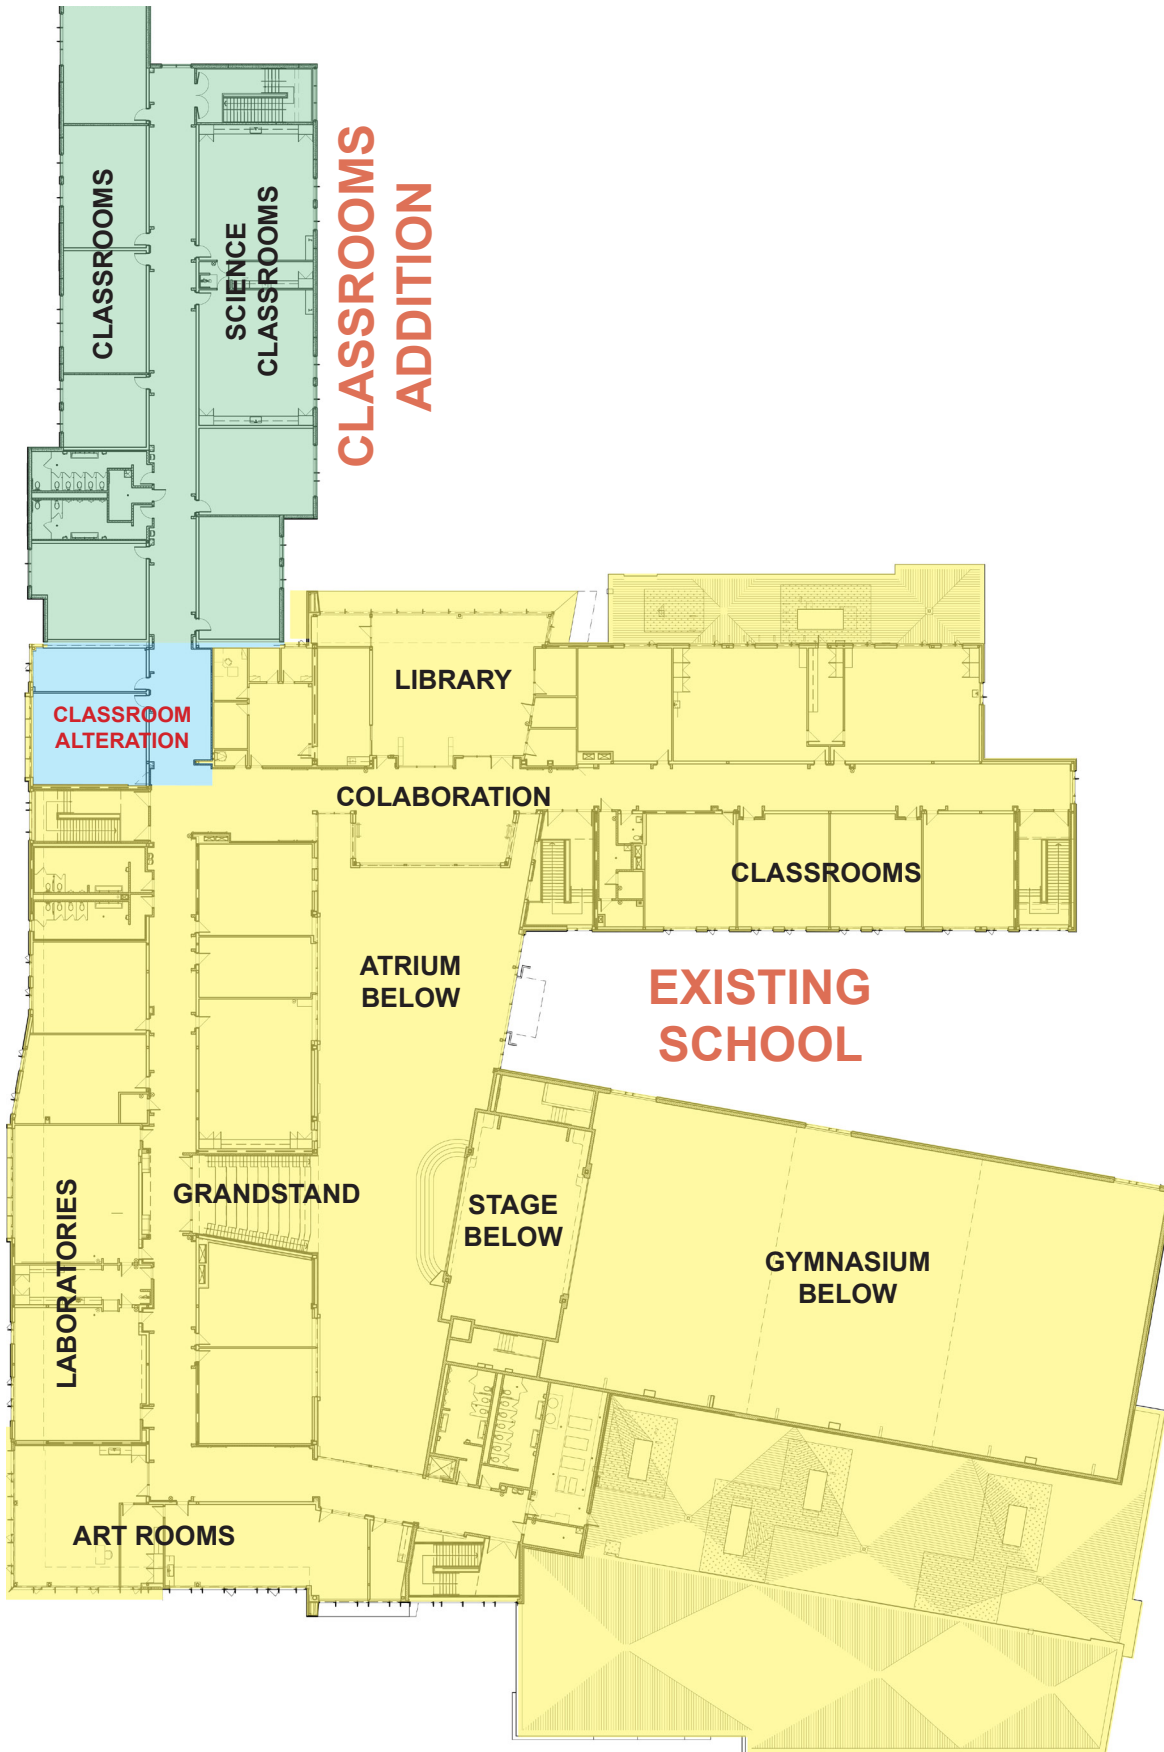 CLASSROOMS
SCIENCE
CLASSROOMS
CLASSROOMS
ADDITION
LIBRARY
CLASSROOM
ALTERATION
COLABORATION
CLASSROOMS
ATRIUM
BELOW
EXISTING
SCHOOL
GRANDSTAND
LABORATORIES
STAGE
BELOW
GYMNASIUM
BELOW
ART ROOMS